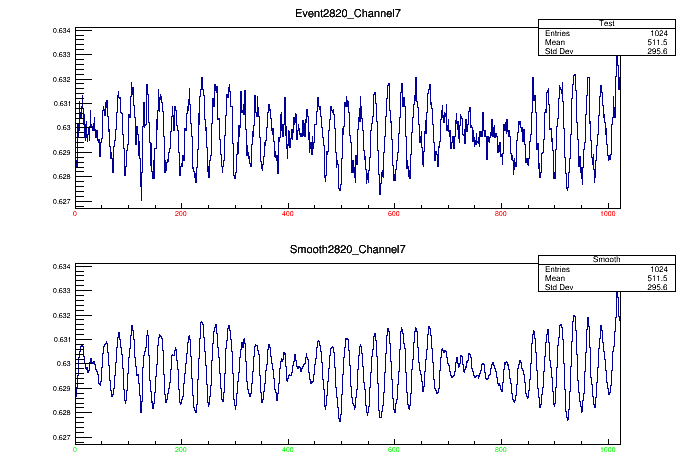 Event2820_Channel7
Test
Entries 1024
Mean 511.5
Std Dev 295.6
0.634
0.633
0.632
0.631
0.63
0.629
0.628
0.627
0 200 400 600 800 1000
Smooth2820_Channel7
Smooth
Entries 1024
Mean 511.5
Std Dev 295.6
0.634
0.633
0.632
0.631
0.63
0.629
0.628
0.627
0 200 400 600 800 1000